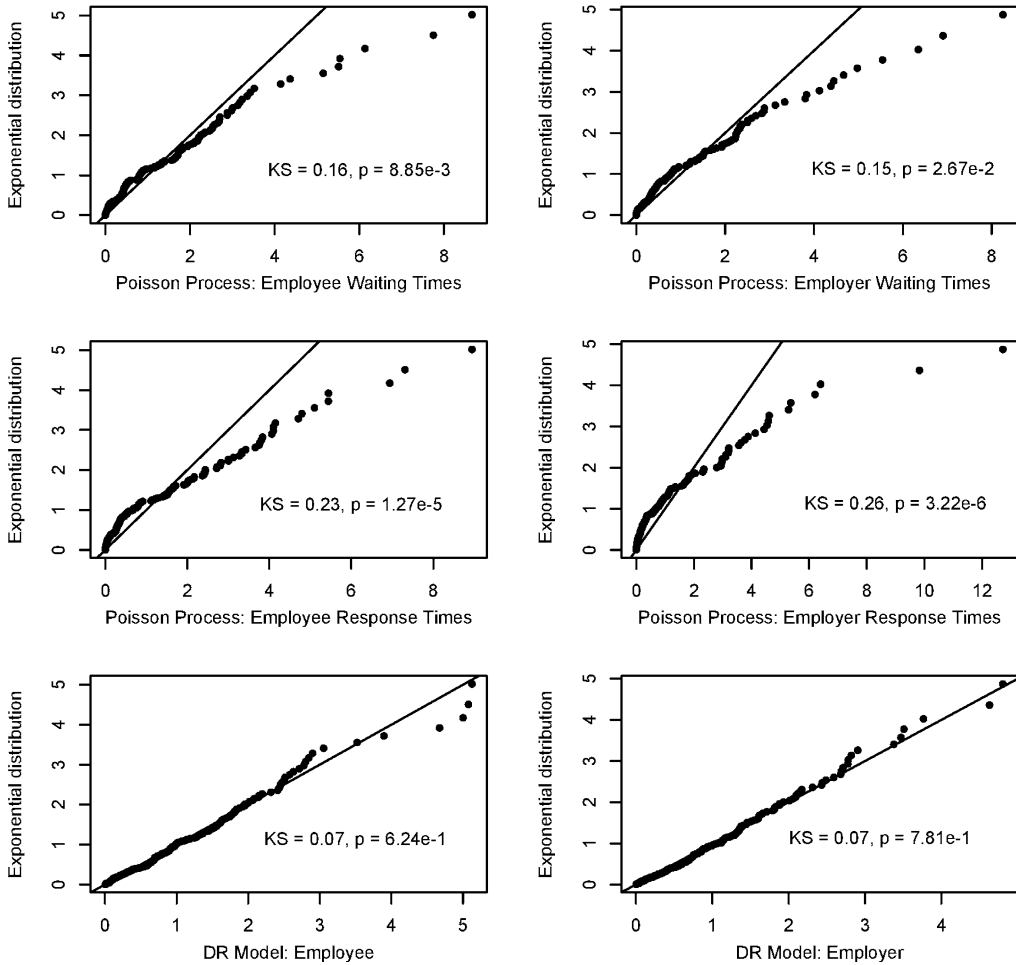 Exponential distribution
5
4
3
2
1
0
KS = 0.16, p = 8.85e-3
0 2 4 6 8
Poisson Process: Employee Waiting Times
Exponential distribution
5
4
3
2
1
0
KS = 0.15, p = 2.67e-2
0 2 4 6 8
Poisson Process: Employer Waiting Times
Exponential distribution
5
4
3
2
1
0
KS = 0.23, p = 1.27e-5
0 2 4 6 8
Poisson Process: Employee Response Times
Exponential distribution
5
4
3
2
1
0
KS = 0.26, p = 3.22e-6
0 2 4 6 8 10 12
Poisson Process: Employer Response Times
Exponential distribution
5
4
3
2
1
0
KS = 0.07, p = 6.24e-1
0 1 2 3 4 5
DR Model: Employee
Exponential distribution
5
4
3
2
1
0
KS = 0.07, p = 7.81e-1
0 1 2 3 4
DR Model: Employer